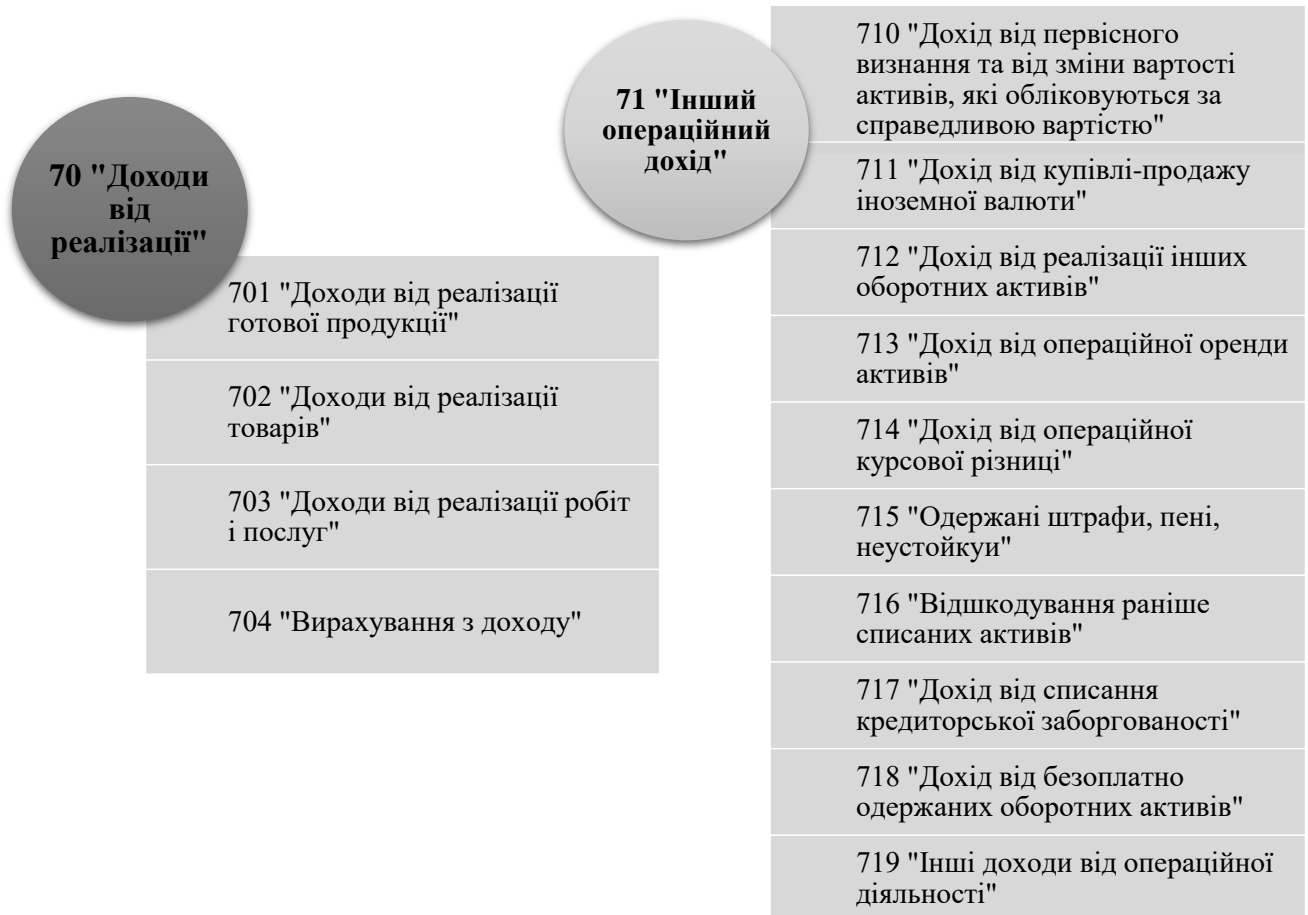 70 "Доходи
від
реалізації"
701 "Доходи від реалізації
готової продукції"
702 "Доходи від реалізації
товарів"
703 "Доходи від реалізації робіт
і послуг"
704 "Вирахування з доходу"
71 "Інший
операційний
дохід"
710 "Дохід від первісного
визнання та від зміни вартості
активів, які обліковуються за
справедливою вартістю"
711 "Дохід від купівлі-продажу
іноземної валюти"
712 "Дохід від реалізації інших
оборотних активів"
713 "Дохід від операційної оренди
активів"
714 "Дохід від операційної
курсової різниці"
715 "Одержані штрафи, пені,
неустойкуи"
716 "Відшкодування раніше
списаних активів"
717 "Дохід від списання
кредиторської заборгованості"
718 "Дохід від безоплатно
одержаних оборотних активів"
719 "Інші доходи від операційної
діяльності"